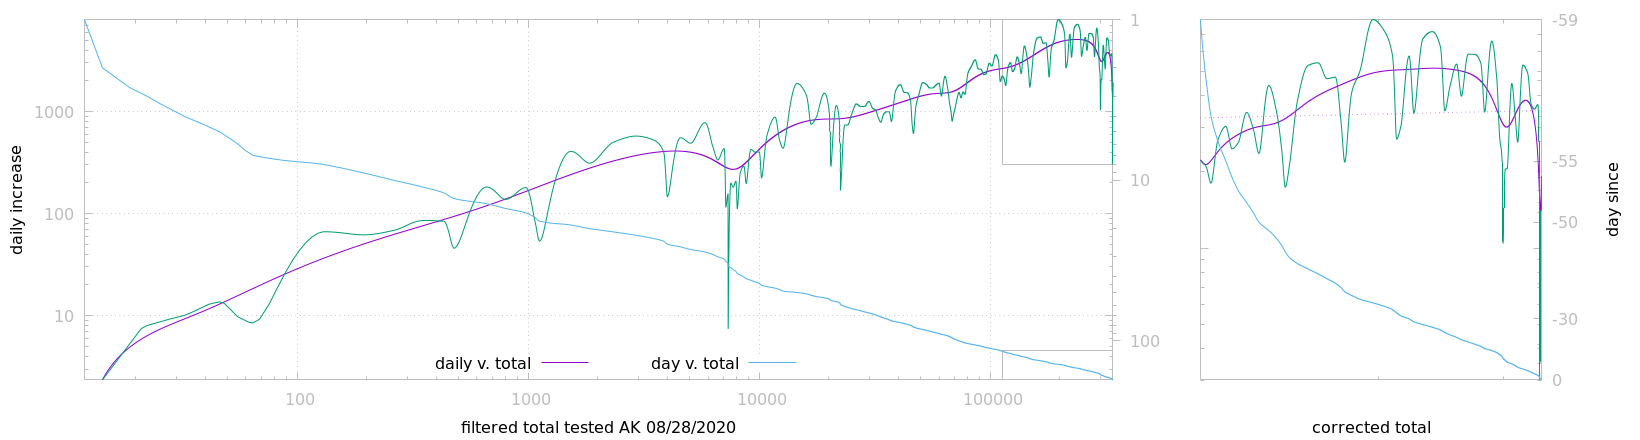 daily increase
1000
100
10
daily v. total
day v. total
100
1000
10000
100000
filtered total tested AK 08/28/2020
1
10
100
corrected total
-59
-55
-50
-30
0
day since